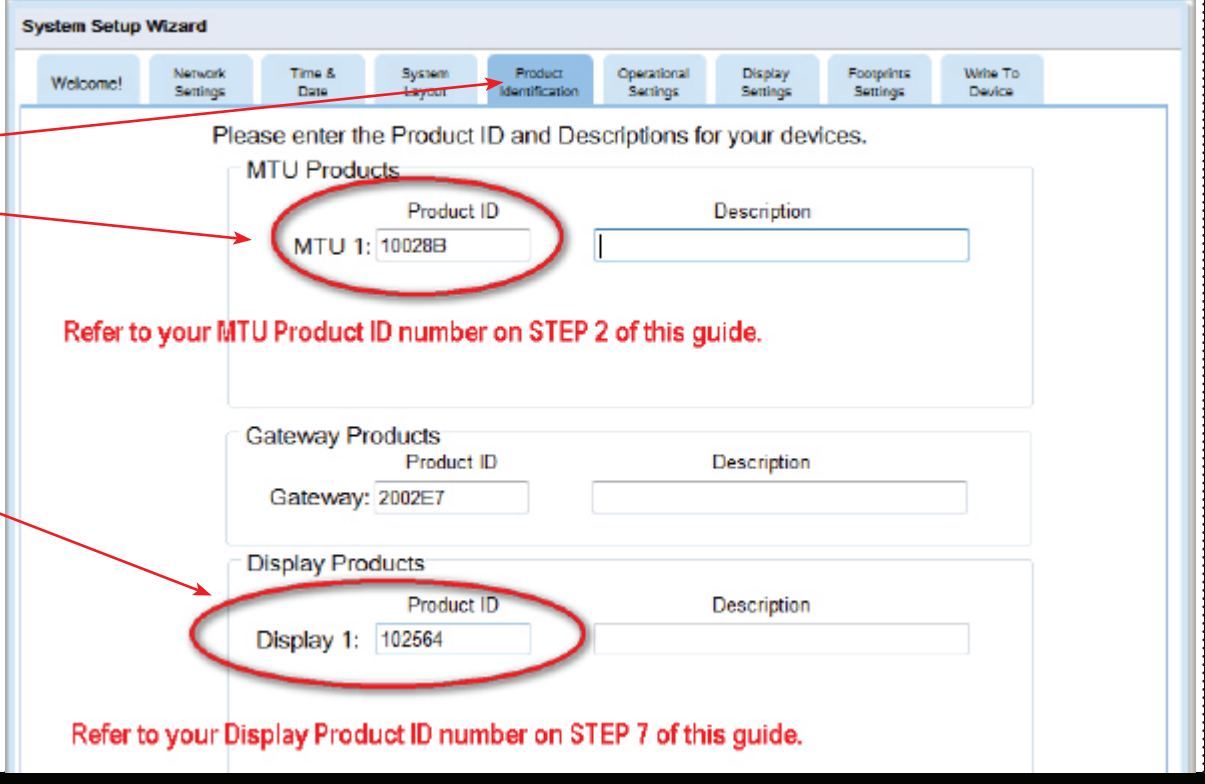 System Setup Wizard
Welcome! Network Settings Time & Date System Layout Product Identification Operational Settings Display Settings Footprints Settings Write To Device
Please enter the Product ID and Descriptions for your devices.
MTU Products
Product ID Description
MTU 1: 10028B
Refer to your MTU Product ID number on STEP 2 of this guide.
Gateway Products
Product ID Description
Gateway: 2002E7
Display Products
Product ID Description
Display 1: 102564
Refer to your Display Product ID number on STEP 7 of this guide.